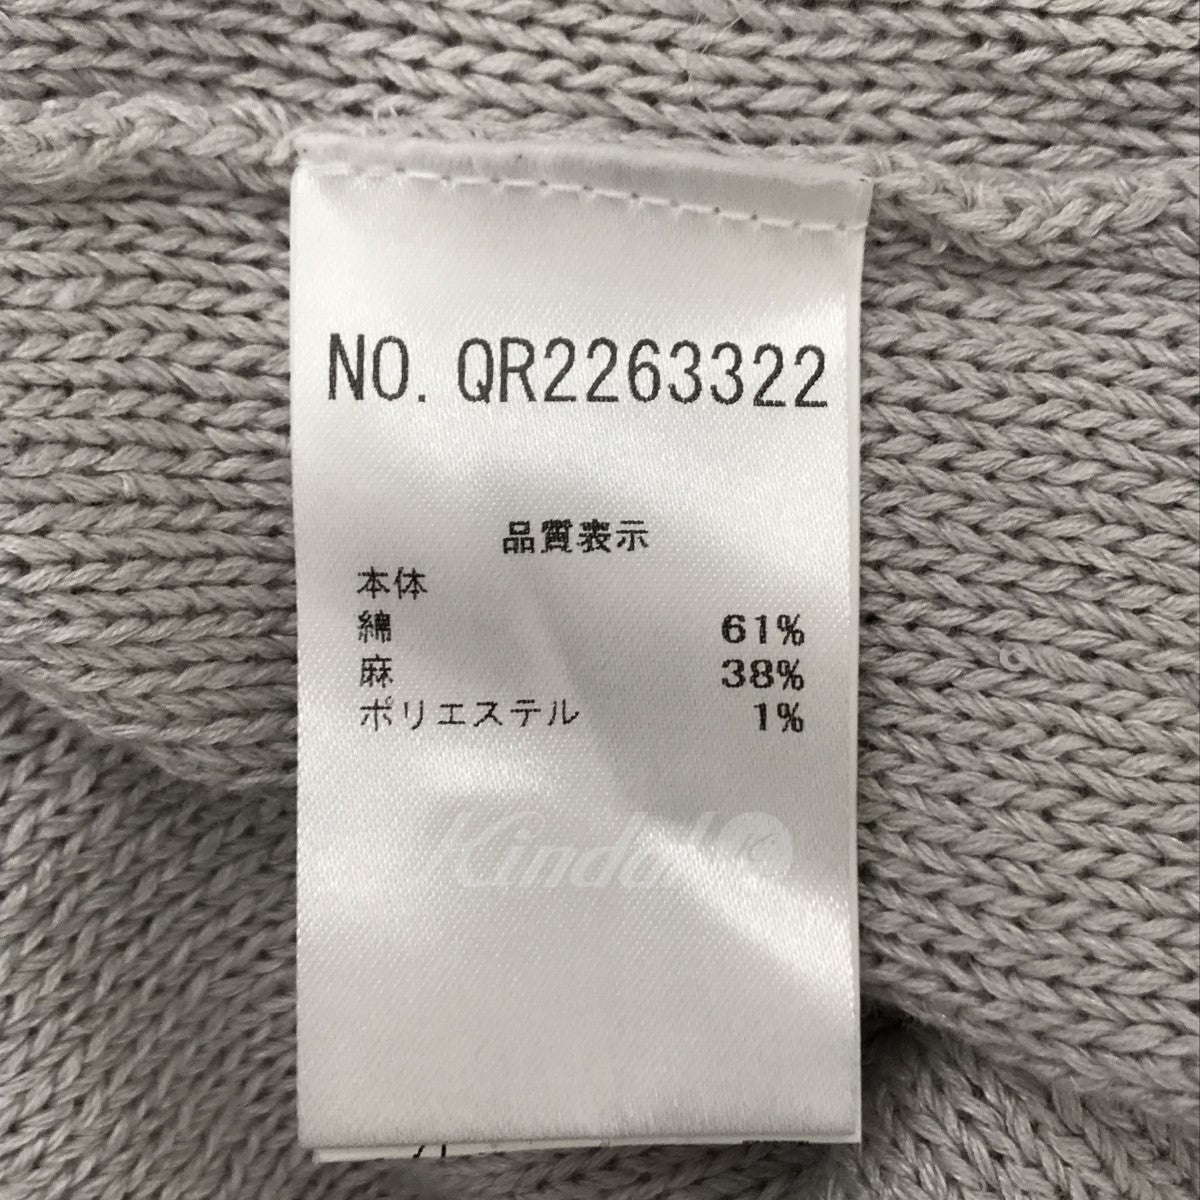 NO. QR2263322
品質表示
本体
綿 61%
麻 38%
ポリエステル 1%
Kindal